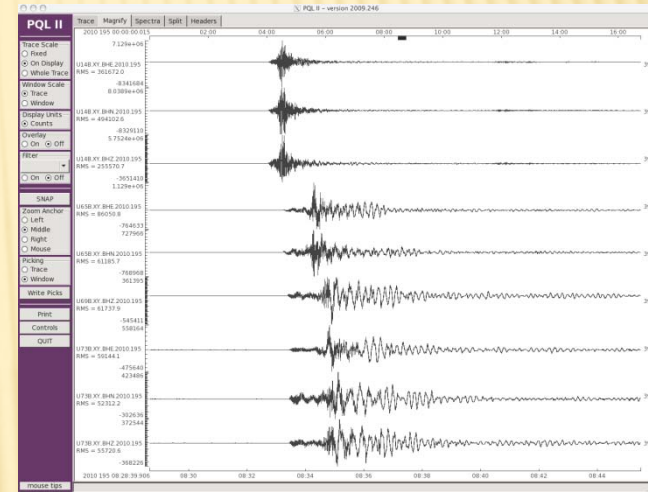 PQL II - version 2009.246
PQL II
Trace Magnify Spectra Split Headers
2010 195 00:00:00.015 02:00 04:00 06:00 08:00 10:00 12:00 14:00 16:00
Trace Scale
Fixed
On Display
Whole Trace
Window Scale
Trace
Window
Display Units
Counts
Overlay
On Off
Filter
On Off
SNAP
Zoom Anchor
Left
Middle
Right
Mouse
Picking
Trace
Window
Write Picks
Print
Controls
QUIT
mouse tips
7.129e+06
U14B.XY.BHE.2010.195
RMS = 361672.0
-8341684
8.0389e+06
U14B.XY.BHN.2010.195
RMS = 494102.6
-8329110
5.7524e+06
U14B.XY.BHZ.2010.195
RMS = 255570.7
-3651418
1.129e+06
U65B.XY.BHE.2010.195
RMS = 86050.8
-764633
727966
U65B.XY.BHN.2010.195
RMS = 61185.7
-768968
361395
U69B.XY.BHZ.2010.195
RMS = 61737.9
-545411
558164
U73B.XY.BHE.2010.195
RMS = 59144.1
-475640
423486
U73B.XY.BHN.2010.195
RMS = 52312.2
-302636
372544
U73B.XY.BHZ.2010.195
RMS = 55720.6
-368226
2010 195 08:28:39.906 08:30 08:32 08:34 08:36 08:38 08:40 08:42 08:44